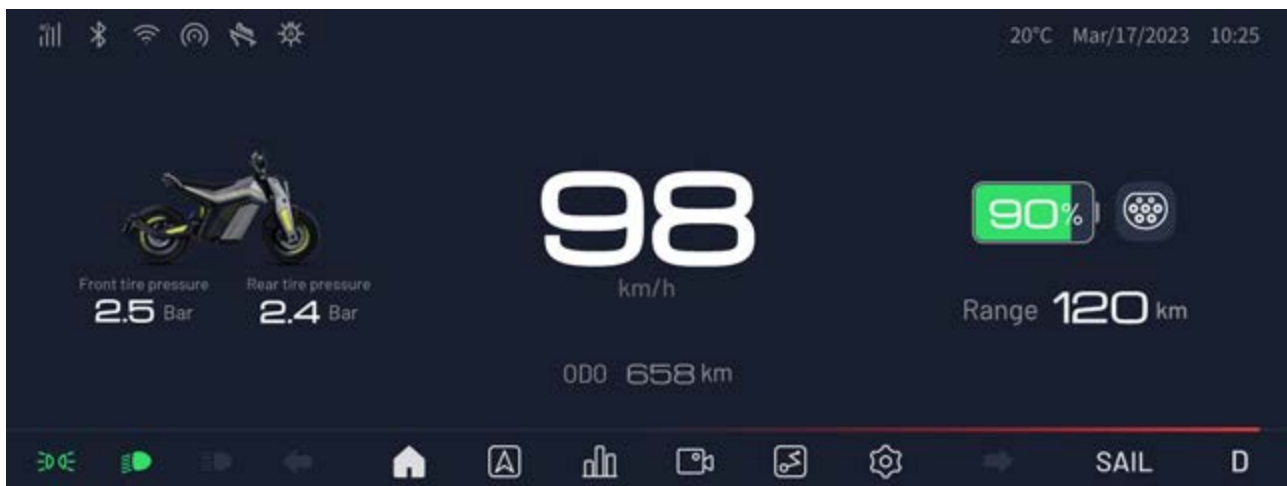 20°C Mar/17/2023 10:25
98
km/h
90%
Front tire pressure
2.5 Bar
Rear tire pressure
2.4 Bar
Range 120 km
ODO 658 km
SAIL
D